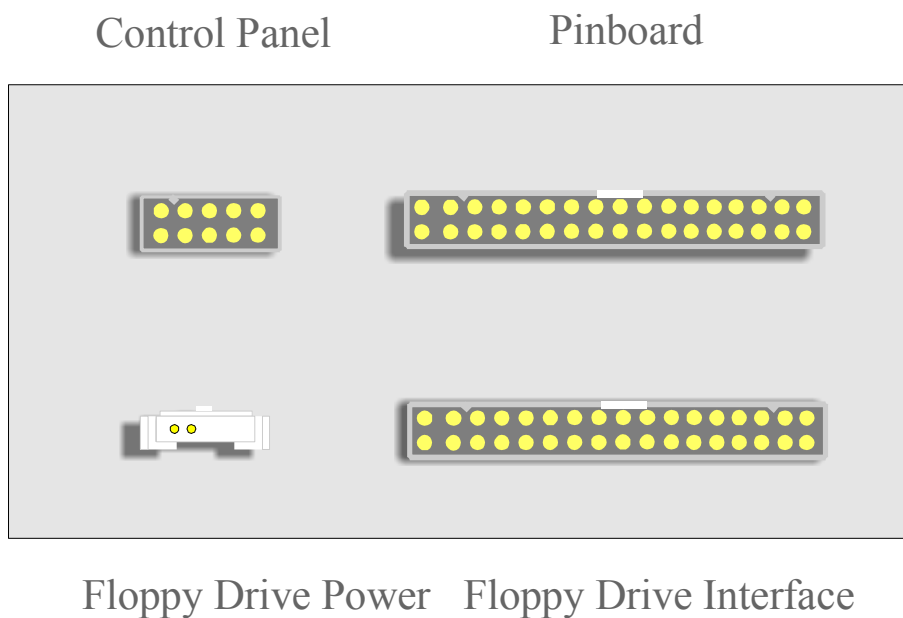 Control Panel
Pinboard
Floppy Drive Power
Floppy Drive Interface